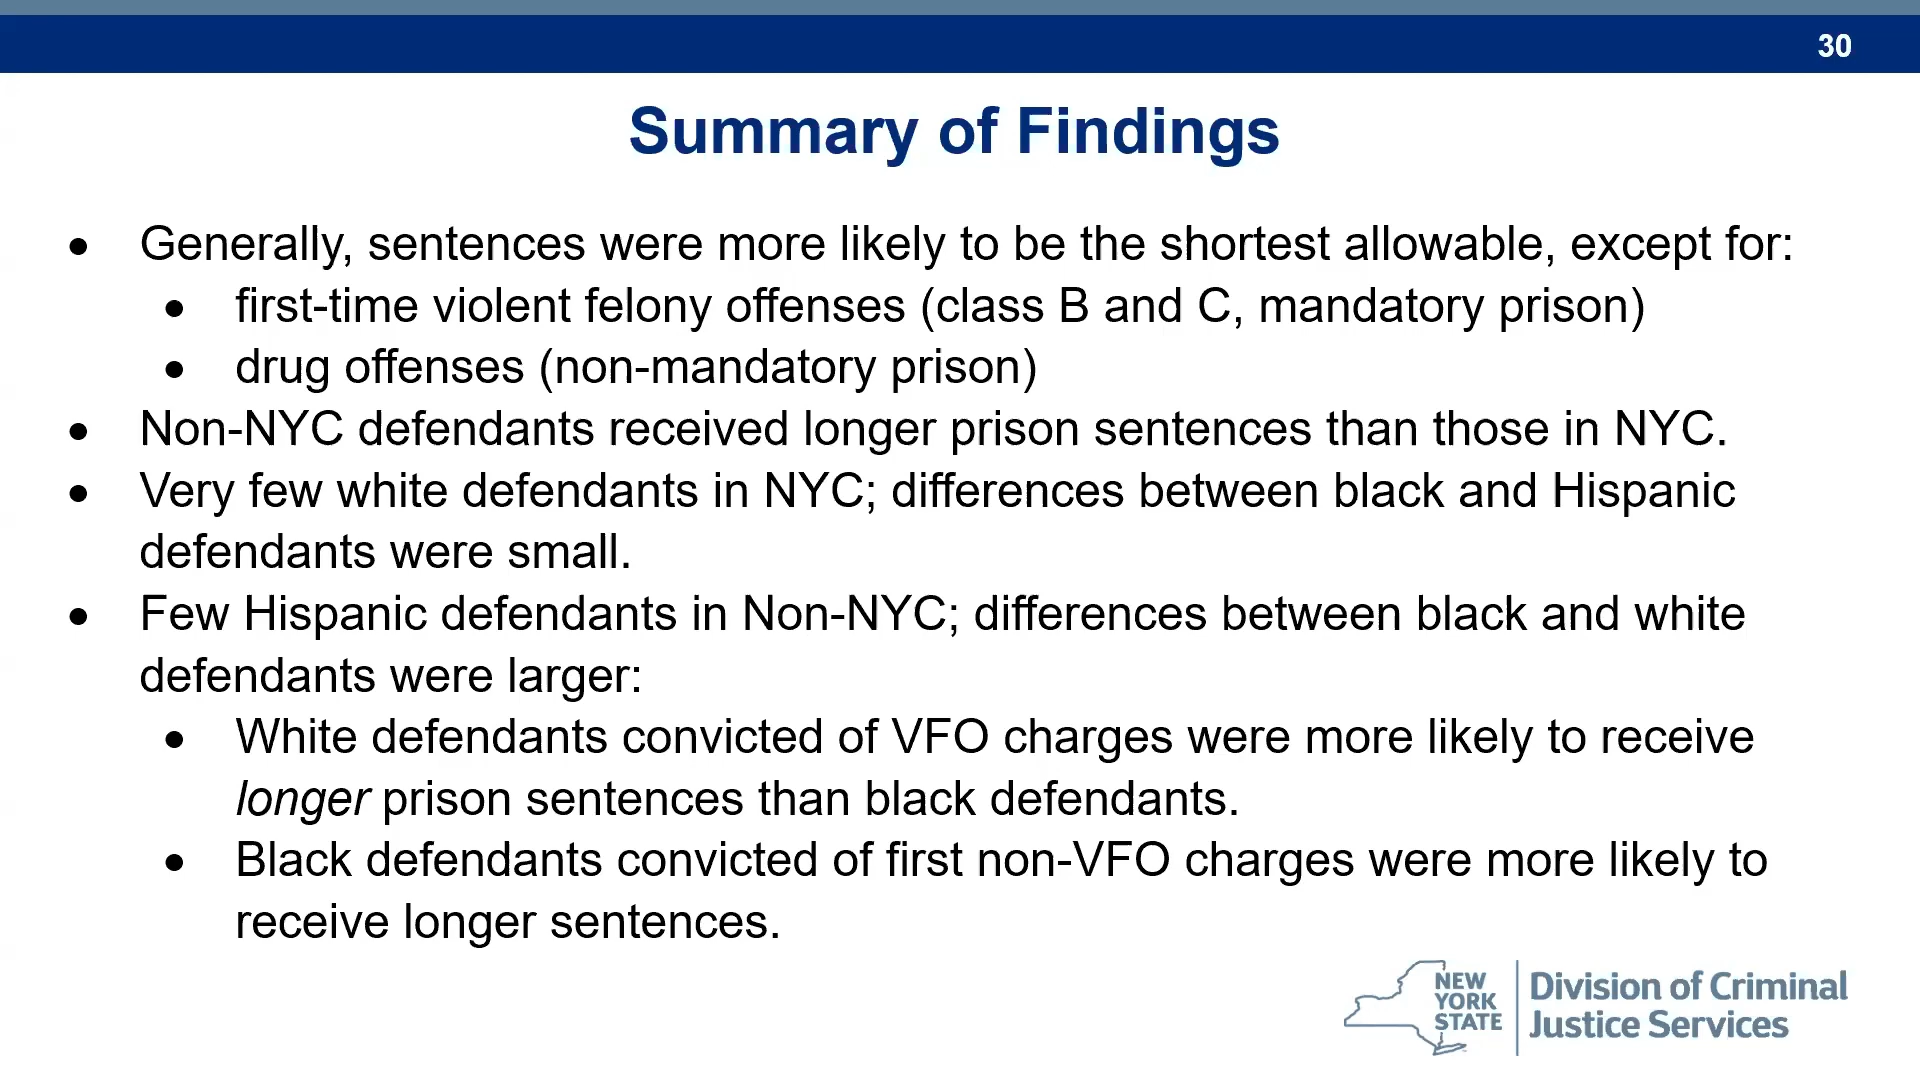 30
Summary of Findings
• Generally, sentences were more likely to be the shortest allowable, except for:
• first-time violent felony offenses (class B and C, mandatory prison)
• drug offenses (non-mandatory prison)
• Non-NYC defendants received longer prison sentences than those in NYC.
• Very few white defendants in NYC; differences between black and Hispanic
defendants were small.
• Few Hispanic defendants in Non-NYC; differences between black and white
defendants were larger:
• White defendants convicted of VFO charges were more likely to receive
longer prison sentences than black defendants.
• Black defendants convicted of first non-VFO charges were more likely to
receive longer sentences.
NEW
YORK
STATE
Division of Criminal
Justice Services